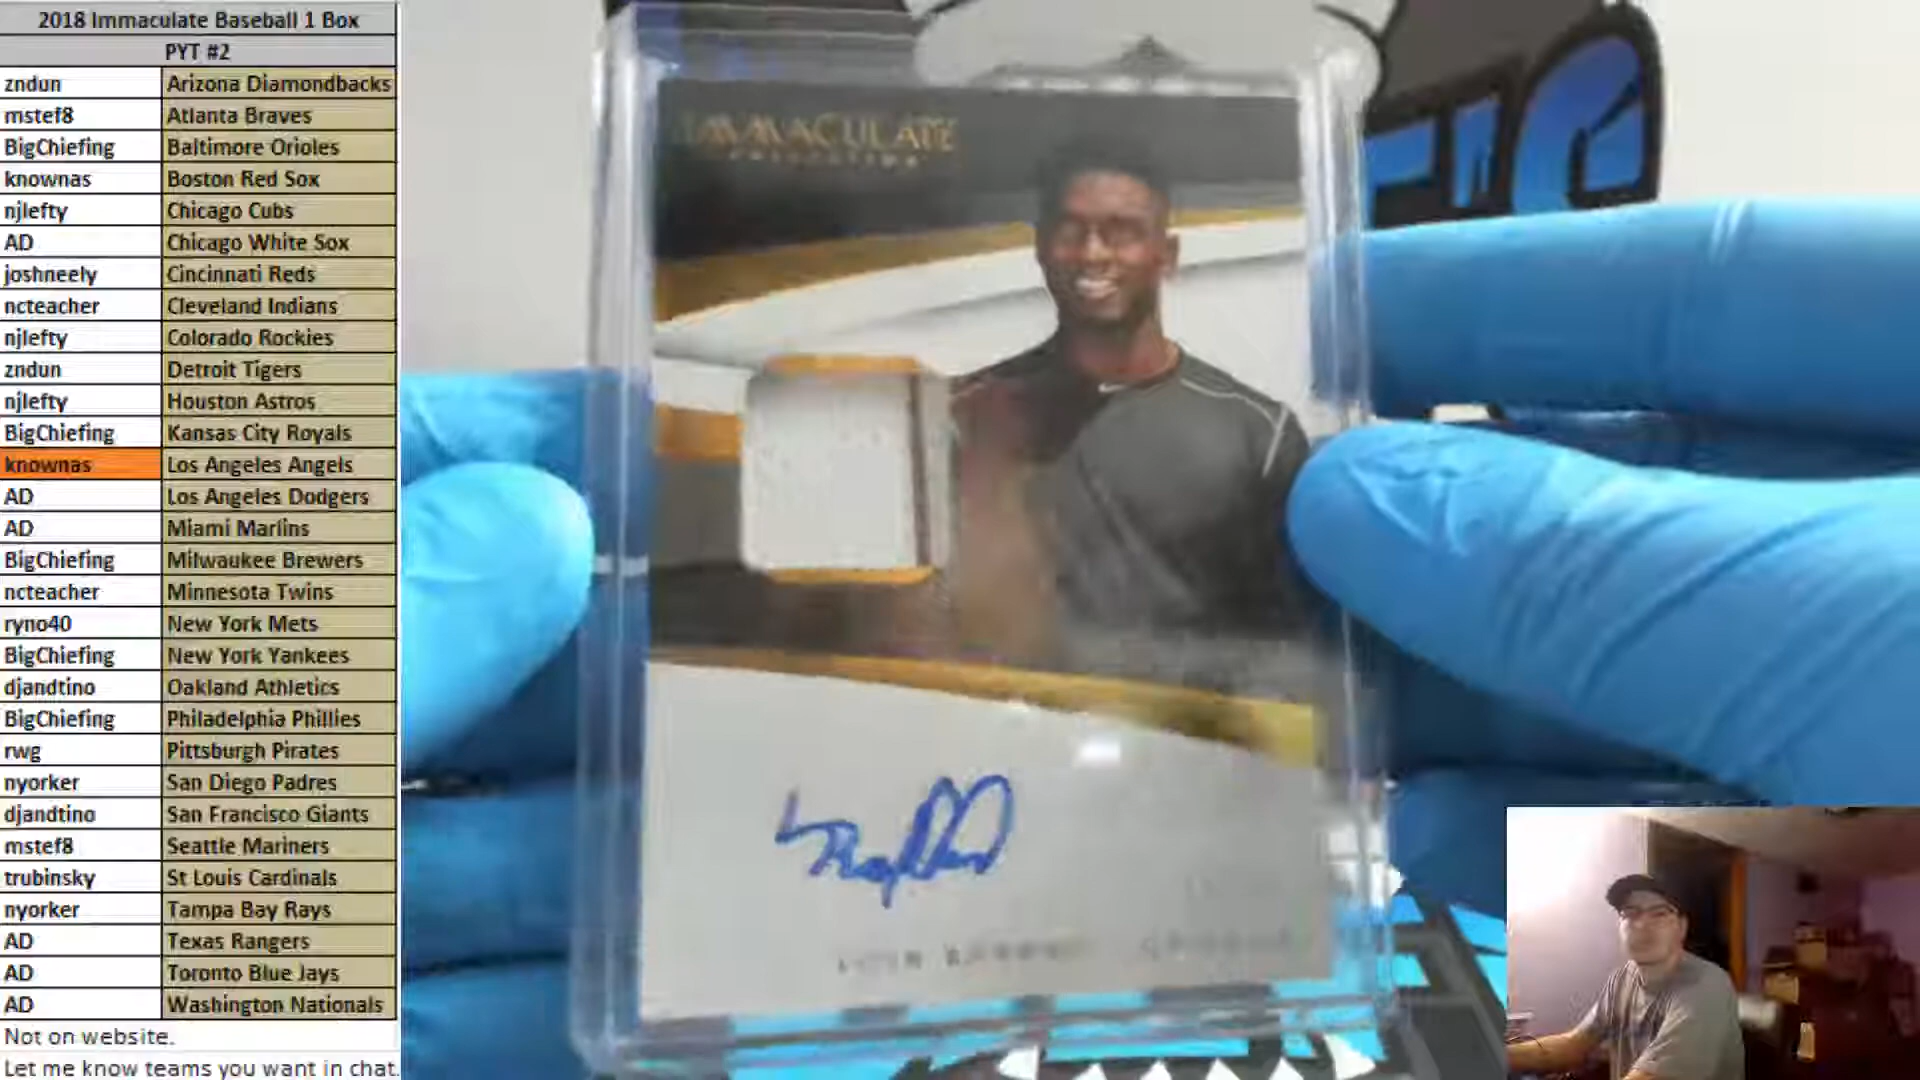 2018 Immaculate Baseball 1 Box
PYT #2
zndun Arizona Diamondbacks
mstef8 Atlanta Braves
BigChiefing Baltimore Orioles
knownas Boston Red Sox
njlefty Chicago Cubs
AD Chicago White Sox
joshneely Cincinnati Reds
ncteacher Cleveland Indians
njlefty Colorado Rockies
zndun Detroit Tigers
njlefty Houston Astros
BigChiefing Kansas City Royals
knownas Los Angeles Angels
AD Los Angeles Dodgers
AD Miami Marlins
BigChiefing Milwaukee Brewers
ncteacher Minnesota Twins
ryno40 New York Mets
BigChiefing New York Yankees
djandtino Oakland Athletics
BigChiefing Philadelphia Phillies
rwg Pittsburgh Pirates
nyorker San Diego Padres
djandtino San Francisco Giants
mstef8 Seattle Mariners
trubinsky St Louis Cardinals
nyorker Tampa Bay Rays
AD Texas Rangers
AD Toronto Blue Jays
AD Washington Nationals
Not on website.
Let me know teams you want in chat.
IMMACULATE
COLLECTION